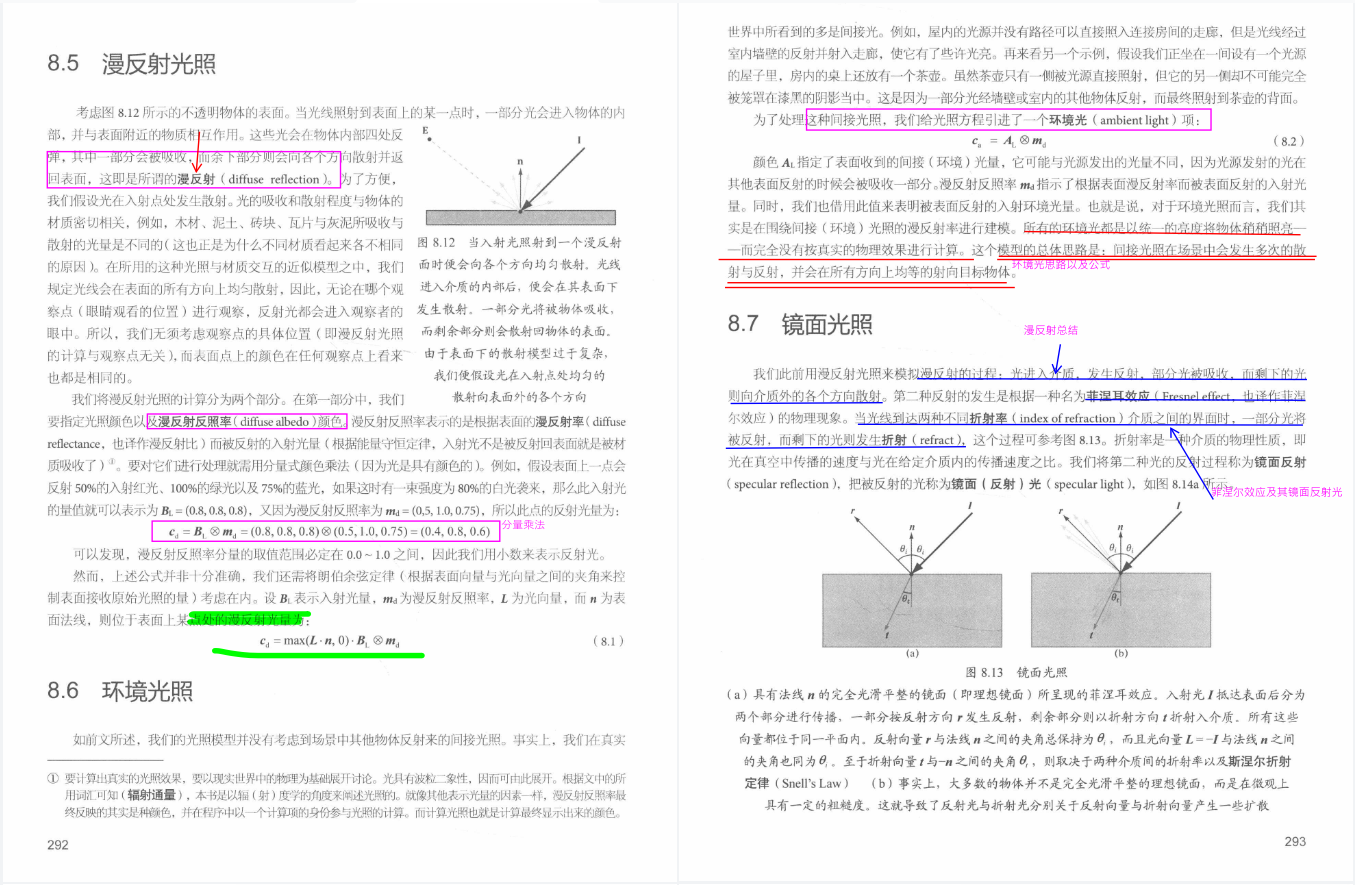 8.5 漫反射光照
考虑图 8.12 所示的不透明物体的表面。当光线照射到表面上的某一点时，一部分光会进入物体的内
部，并与表面附近的物质相互作用。这些光会在物体内部四处反
弹，其中一部分会被吸收，而余下部分则会向各个方向散射并返
回表面，这即是所谓的漫反射（diffuse reflection）。为了方便，
我们假设光在入射点处发生散射。光的吸收和散射程度与物体的
材质密切相关，例如，木材、泥土、砖块、瓦片与灰泥所吸收与
散射的光量是不同的（这也正是为什么不同材质看起来各不相同
的原因）。在所用的这种光照与材质交互的近似模型之中，我们
规定光线会在表面的所有方向上均匀散射，因此，无论在哪个观
察点（眼睛观看的位置）进行观察，反射光都会进入观察者的
眼中。所以，我们无须考虑观察点的具体位置（即漫反射光照
的计算与观察点无关），而表面点上的颜色在任何观察点上看来
也都是相同的。
E
I
n
图 8.12 当入射光照射到一个漫反射
面时便会向各个方向均匀散射。光线
进入介质的内部后，便会在其表面下
发生散射。一部分光将被物体吸收，
而剩余部分则会散射回物体的表面。
由于表面下的散射模型过于复杂，
我们便假设光在入射点处均匀的
散射向表面外的各个方向
我们将漫反射光照的计算分为两个部分。在第一部分中，我们
要指定光照颜色以及漫反射反照率（diffuse albedo）颜色。漫反射反照率表示的是根据表面的漫反射率（diffuse
reflectance，也译作漫反射比）而被反射的入射光量（根据能量守恒定律，入射光不是被反射回表面就是被材
质吸收了）①。要对它们进行处理就需用分量式颜色乘法（因为光是具有颜色的）。例如，假设表面上一点会
反射 50%的入射红光、100%的绿光以及 75%的蓝光，如果这时有一束强度为 80%的白光袭来，那么此入射光
的量值就可以表示为 B_L = (0.8, 0.8, 0.8)，又因为漫反射反照率为 m_d = (0,5, 1.0, 0.75)，所以此点的反射光量为：
c_d = B_L ⊗ m_d = (0.8, 0.8, 0.8) ⊗ (0.5, 1.0, 0.75) = (0.4, 0.8, 0.6)
分量乘法
可以发现，漫反射反照率分量的取值范围必定在 0.0 ~ 1.0 之间，因此我们用小数来表示反射光。
然而，上述公式并非十分准确，我们还需将朗伯余弦定律（根据表面向量与光向量之间的夹角来控
制表面接收原始光照的量）考虑在内。设 B_L 表示入射光量，m_d 为漫反射反照率，L 为光向量，而 n 为表
面法线，则位于表面上某点处的漫反射光量为：
c_d = max(L · n, 0) · B_L ⊗ m_d （8.1）
8.6 环境光照
如前文所述，我们的光照模型并没有考虑到场景中其他物体反射来的间接光照。事实上，我们在真实
① 要计算出真实的光照效果，要以现实世界中的物理为基础展开讨论。光具有波粒二象性，因而可由此展开。根据文中的所
用词汇可知（辐射通量），本书是以辐（射）度学的角度来阐述光照的。就像其他表示光量的因素一样，漫反射反照率最
终反映的其实是种颜色，并在程序中以一个计算项的身份参与光照的计算。而计算光照也就是计算最终显示出来的颜色。
292
世界中所看到的多是间接光。例如，屋内的光源并没有路径可以直接照入连接房间的走廊，但是光线经过
室内墙壁的反射并射入走廊，使它有了些许光亮。再来看另一个示例，假设我们正坐在一间设有一个光源
的屋子里，房内的桌上还放有一个茶壶。虽然茶壶只有一侧被光源直接照射，但它的另一侧却不可能完全
被笼罩在漆黑的阴影当中。这是因为一部分光经墙壁或室内的其他物体反射，而最终照射到茶壶的背面。
为了处理这种间接光照，我们给光照方程引进了一个环境光（ambient light）项：
c_a = A_L ⊗ m_d （8.2）
颜色 A_L 指定了表面收到的间接（环境）光量，它可能与光源发出的光量不同，因为光源发射的光在
其他表面反射的时候会被吸收一部分。漫反射反照率 m_d 指示了根据表面漫反射率而被表面反射的入射光
量。同时，我们也借用此值来表明被表面反射的入射环境光量。也就是说，对于环境光照而言，我们其
实是在围绕间接（环境）光照的漫反射率进行建模。所有的环境光都是以统一的亮度将物体稍稍照亮—
—而完全没有按真实的物理效果进行计算。这个模型的总体思路是：间接光照在场景中会发生多次的散
射与反射，并会在所有方向上均等的射向目标物体。
环境光思路以及公式
8.7 镜面光照
漫反射总结
我们此前用漫反射光照来模拟漫反射的过程：光进入介质，发生反射，部分光被吸收，而剩下的光
则向介质外的各个方向散射。第二种反射的发生是根据一种名为菲涅耳效应（Fresnel effect，也译作菲涅
尔效应）的物理现象。当光线到达两种不同折射率（index of refraction）介质之间的界面时，一部分光将
被反射，而剩下的光则发生折射（refract），这个过程可参考图 8.13。折射率是一种介质的物理性质，即
光在真空中传播的速度与光在给定介质内的传播速度之比。我们将第二种光的反射过程称为镜面反射
（specular reflection），把被反射的光称为镜面（反射）光（specular light），如图 8.14a 所示。
菲涅尔效应及其镜面反射光
r n I
θ_i θ_i
θ_t
t
(a)
r n I
θ_i θ_i
θ_t
t
(b)
图 8.13 镜面光照
（a）具有法线 n 的完全光滑平整的镜面（即理想镜面）所呈现的菲涅耳效应。入射光 I 抵达表面后分为
两个部分进行传播，一部分按反射方向 r 发生反射，剩余部分则以折射方向 t 折射入介质。所有这些
向量都位于同一平面内。反射向量 r 与法线 n 之间的夹角总保持为 θ_i，而且光向量 L = −I 与法线 n 之间
的夹角也同为 θ_i。至于折射向量 t 与−n 之间的夹角 θ_t，则取决于两种介质间的折射率以及斯涅尔折射
定律（Snell's Law） （b）事实上，大多数的物体并不是完全光滑平整的理想镜面，而是在微观上
具有一定的粗糙度。这就导致了反射光与折射光分别关于反射向量与折射向量产生一些扩散
293